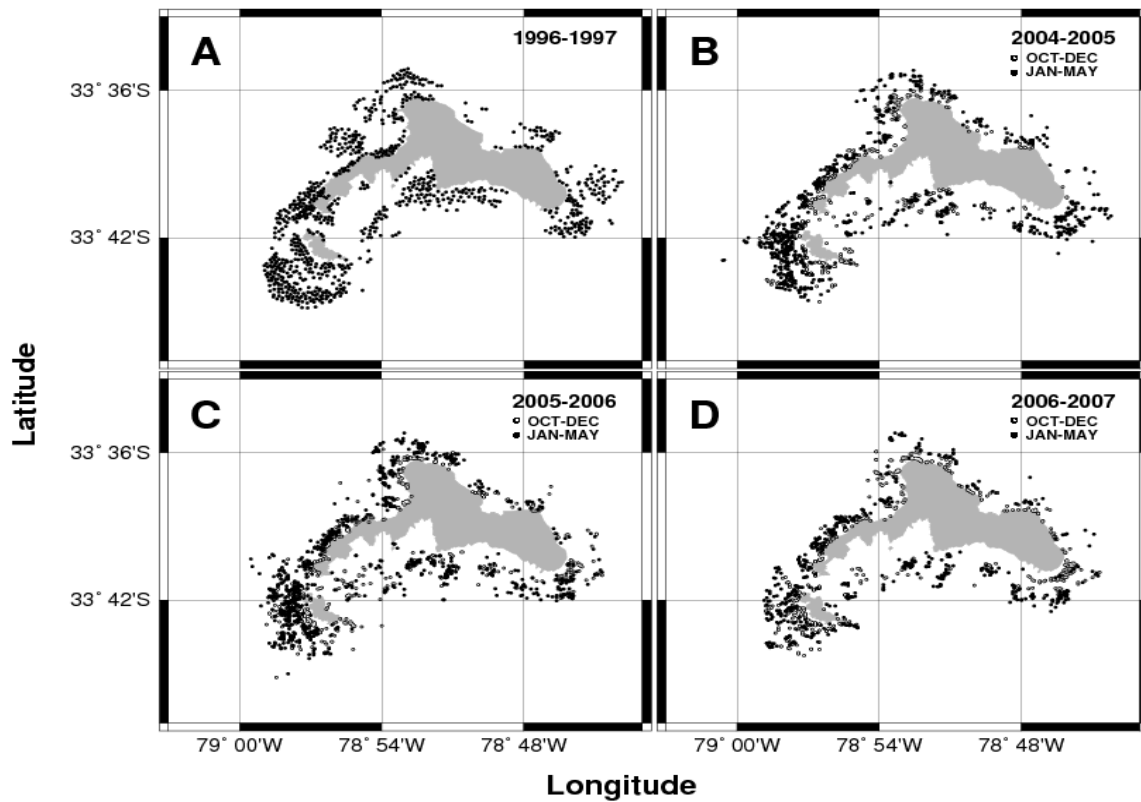 A
1996-1997
B
2004-2005
OCT-DEC
JAN-MAY
33° 36'S
33° 42'S
Latitude
C
2005-2006
OCT-DEC
JAN-MAY
D
2006-2007
OCT-DEC
JAN-MAY
33° 36'S
33° 42'S
79° 00'W 78° 54'W 78° 48'W 79° 00'W 78° 54'W 78° 48'W
Longitude